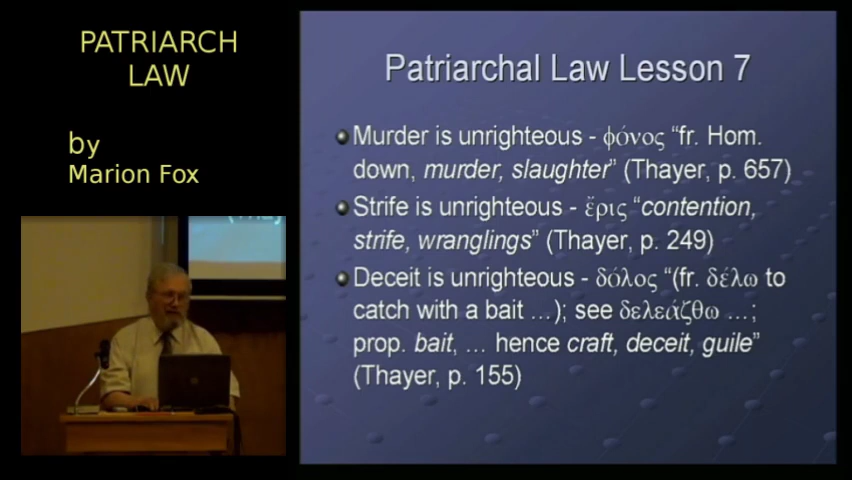 PATRIARCH
LAW
by
Marion Fox
Patriarchal Law Lesson 7
Murder is unrighteous - φόνος “fr. Hom.
down, murder, slaughter” (Thayer, p. 657)
Strife is unrighteous - ἔρις “contention,
strife, wranglings” (Thayer, p. 249)
Deceit is unrighteous - δόλος “(fr. δέλω to
catch with a bait …); see δελεάζθω …;
prop. bait, … hence craft, deceit, guile”
(Thayer, p. 155)